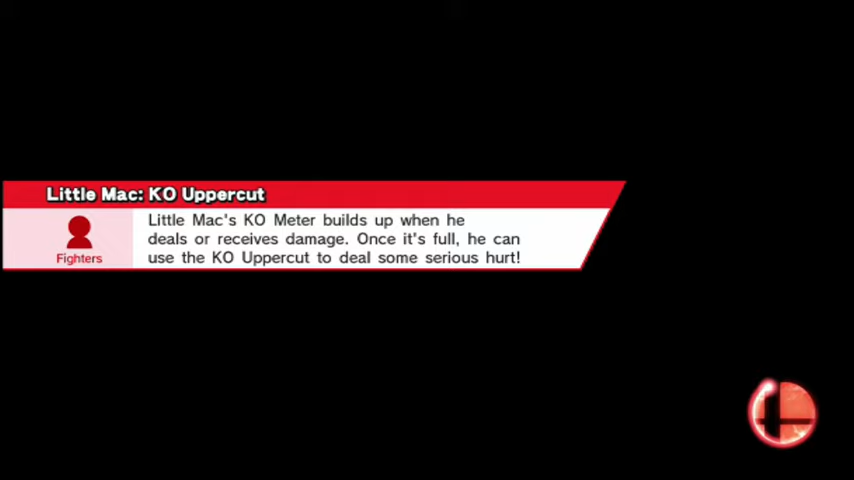 Little Mac: KO Uppercut
Little Mac's KO Meter builds up when he
deals or receives damage. Once it's full, he can
use the KO Uppercut to deal some serious hurt!
Fighters